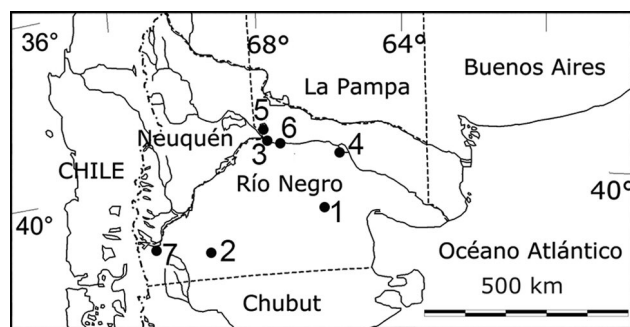 36°
68°
64°
La Pampa
Buenos Aires
5
Neuquén
6
3
4
CHILE
Río Negro
40°
1
40°
7
2
Océano Atlántico
500 km
Chubut